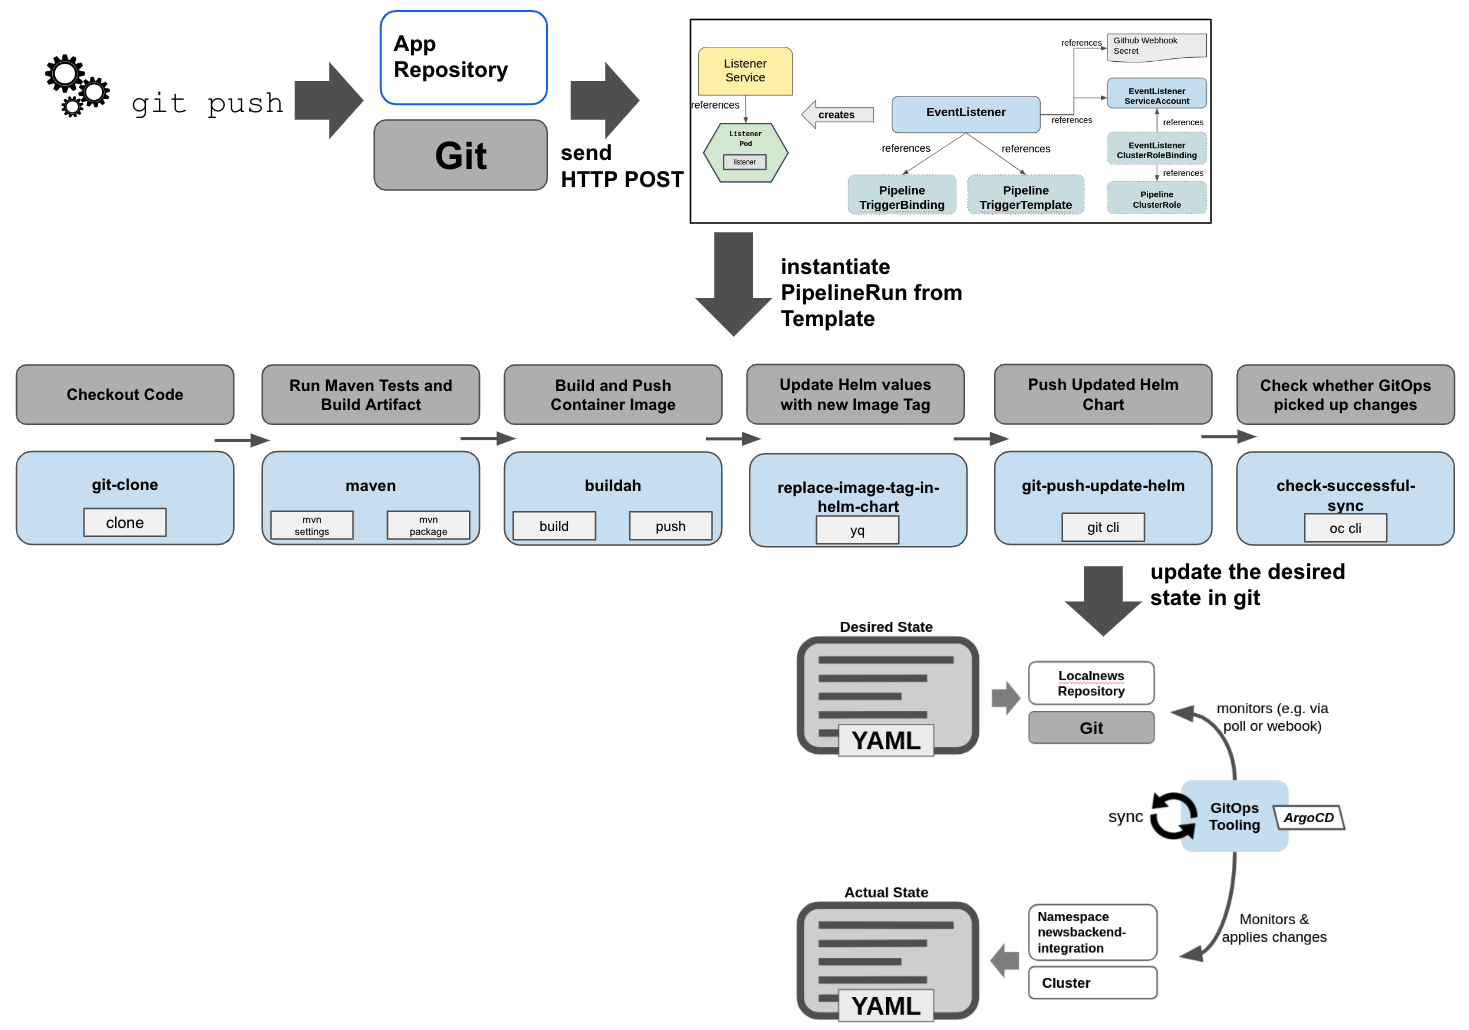 git push
App
Repository
Git
send
HTTP POST
Listener
Service
references
Listener
Pod
listener
creates
EventListener
references
references
Pipeline
TriggerBinding
Pipeline
TriggerTemplate
references
references
Github Webhook
Secret
EventListener
ServiceAccount
references
EventListener
ClusterRoleBinding
references
Pipeline
ClusterRole
instantiate
PipelineRun from
Template
Checkout Code
Run Maven Tests and
Build Artifact
Build and Push
Container Image
Update Helm values
with new Image Tag
Push Updated Helm
Chart
Check whether GitOps
picked up changes
git-clone
clone
maven
mvn
settings
mvn
package
buildah
build
push
replace-image-tag-in-
helm-chart
yq
git-push-update-helm
git cli
check-successful-
sync
oc cli
update the desired
state in git
Desired State
YAML
Localnews
Repository
Git
monitors (e.g. via
poll or webook)
sync
GitOps
Tooling
ArgoCD
Actual State
YAML
Namespace
newsbackend-
integration
Cluster
Monitors &
applies changes